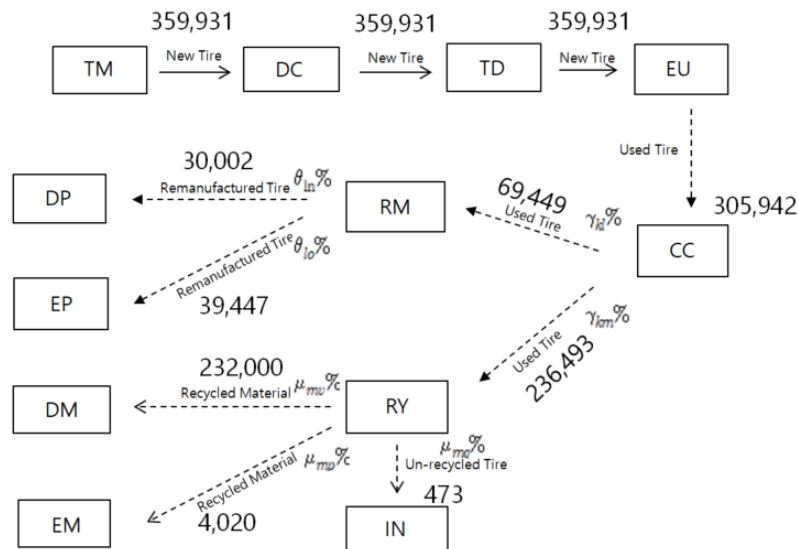 359,931
359,931
359,931
TM
New Tire
DC
New Tire
TD
New Tire
EU
Used Tire
30,002
θln%
Remanufactured Tire
DP
RM
69,449
Used Tire
γkl%
305,942
CC
Remanufactured Tire
θlo%
EP
39,447
γkm%
Used Tire
236,493
232,000
μmv%
Recycled Material
DM
RY
μmq%
Un-recycled Tire
Recycled Material
μmp%
473
EM
4,020
IN